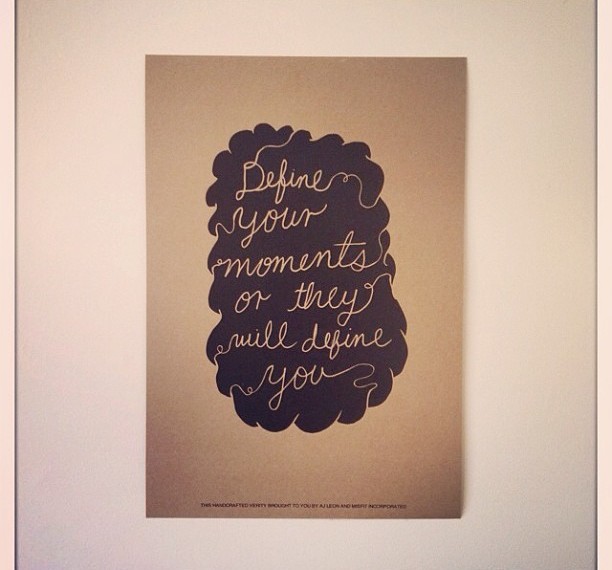 Define
your
moments
or they
will define
you
THIS HANDCRAFTED VERITY BROUGHT TO YOU BY AJ LEON AND MISFIT INCORPORATED